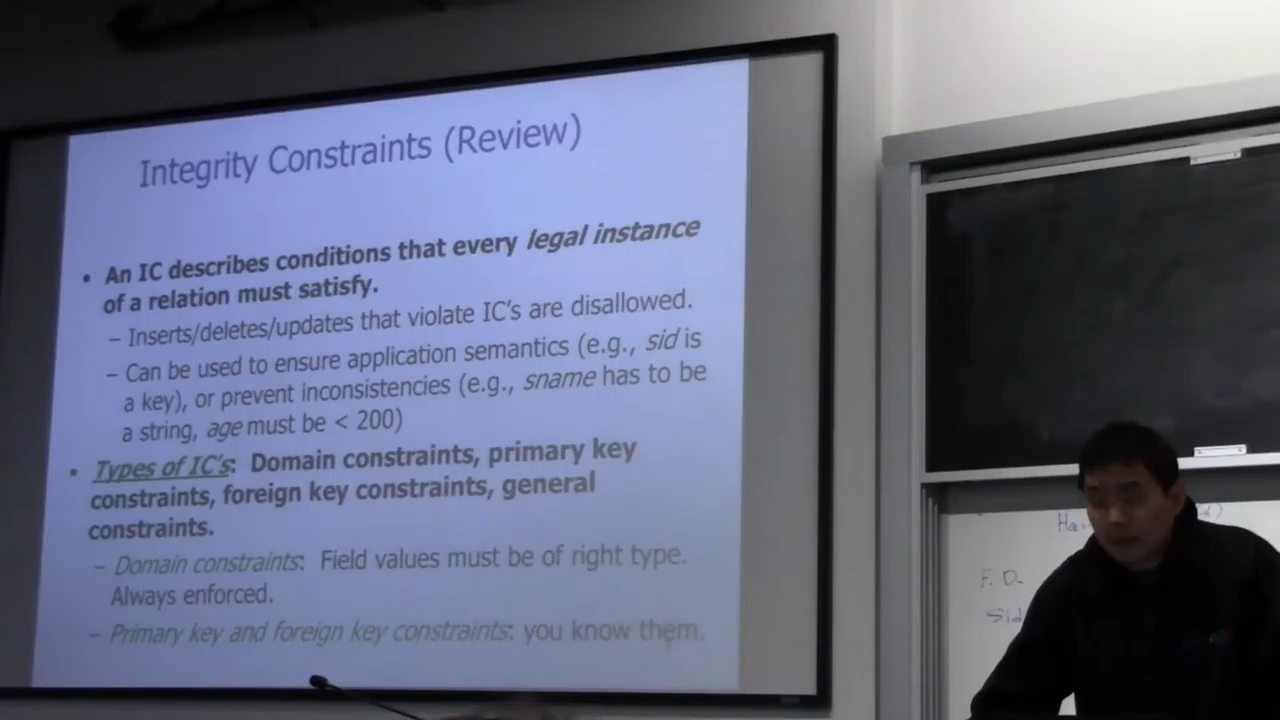 Integrity Constraints (Review)
• An IC describes conditions that every legal instance
of a relation must satisfy.
– Inserts/deletes/updates that violate IC's are disallowed.
– Can be used to ensure application semantics (e.g., sid is
a key), or prevent inconsistencies (e.g., sname has to be
a string, age must be < 200)
• Types of IC's: Domain constraints, primary key
constraints, foreign key constraints, general
constraints.
– Domain constraints: Field values must be of right type.
Always enforced.
– Primary key and foreign key constraints: you know them.
F. D.
Sid